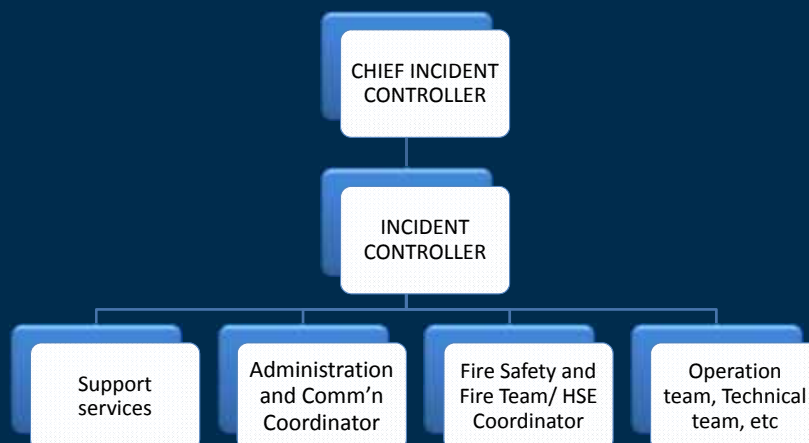 CHIEF INCIDENT
CONTROLLER
INCIDENT
CONTROLLER
Support
services
Administration
and Comm'n
Coordinator
Fire Safety and
Fire Team/ HSE
Coordinator
Operation
team, Technical
team, etc